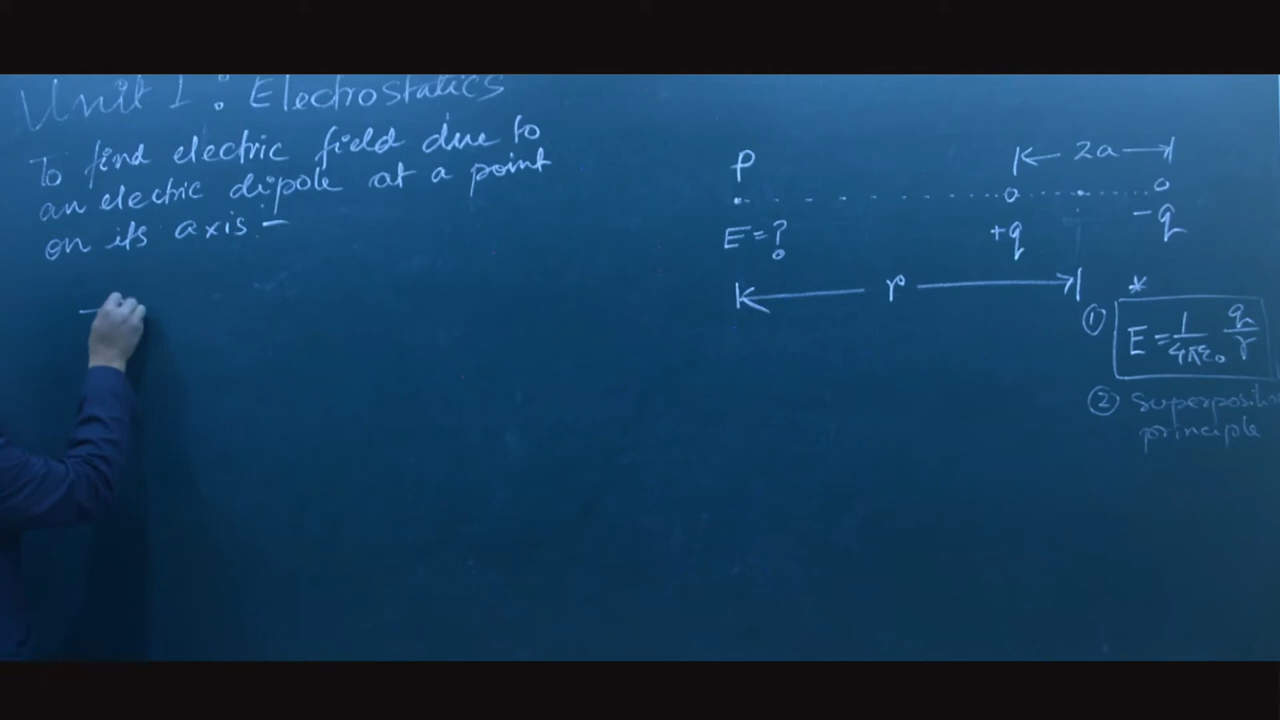 Unit 1 : Electrostatics
To find electric field due to
an electric dipole at a point
on its axis :-
P
2a
E = ?
+q
-q
r
*
① E = 1/4πε₀ q/r
② Superposition
principle